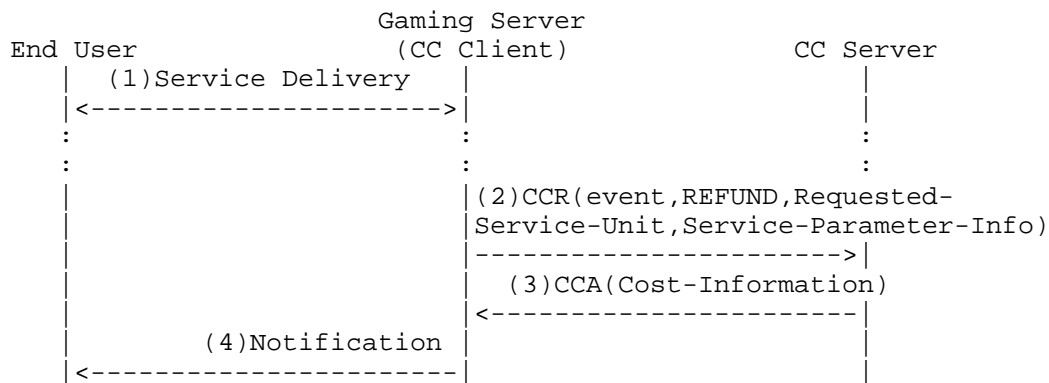 Gaming Server
End User (CC Client) CC Server
(1)Service Delivery
(2)CCR(event,REFUND,Requested-
Service-Unit,Service-Parameter-Info)
(3)CCA(Cost-Information)
(4)Notification